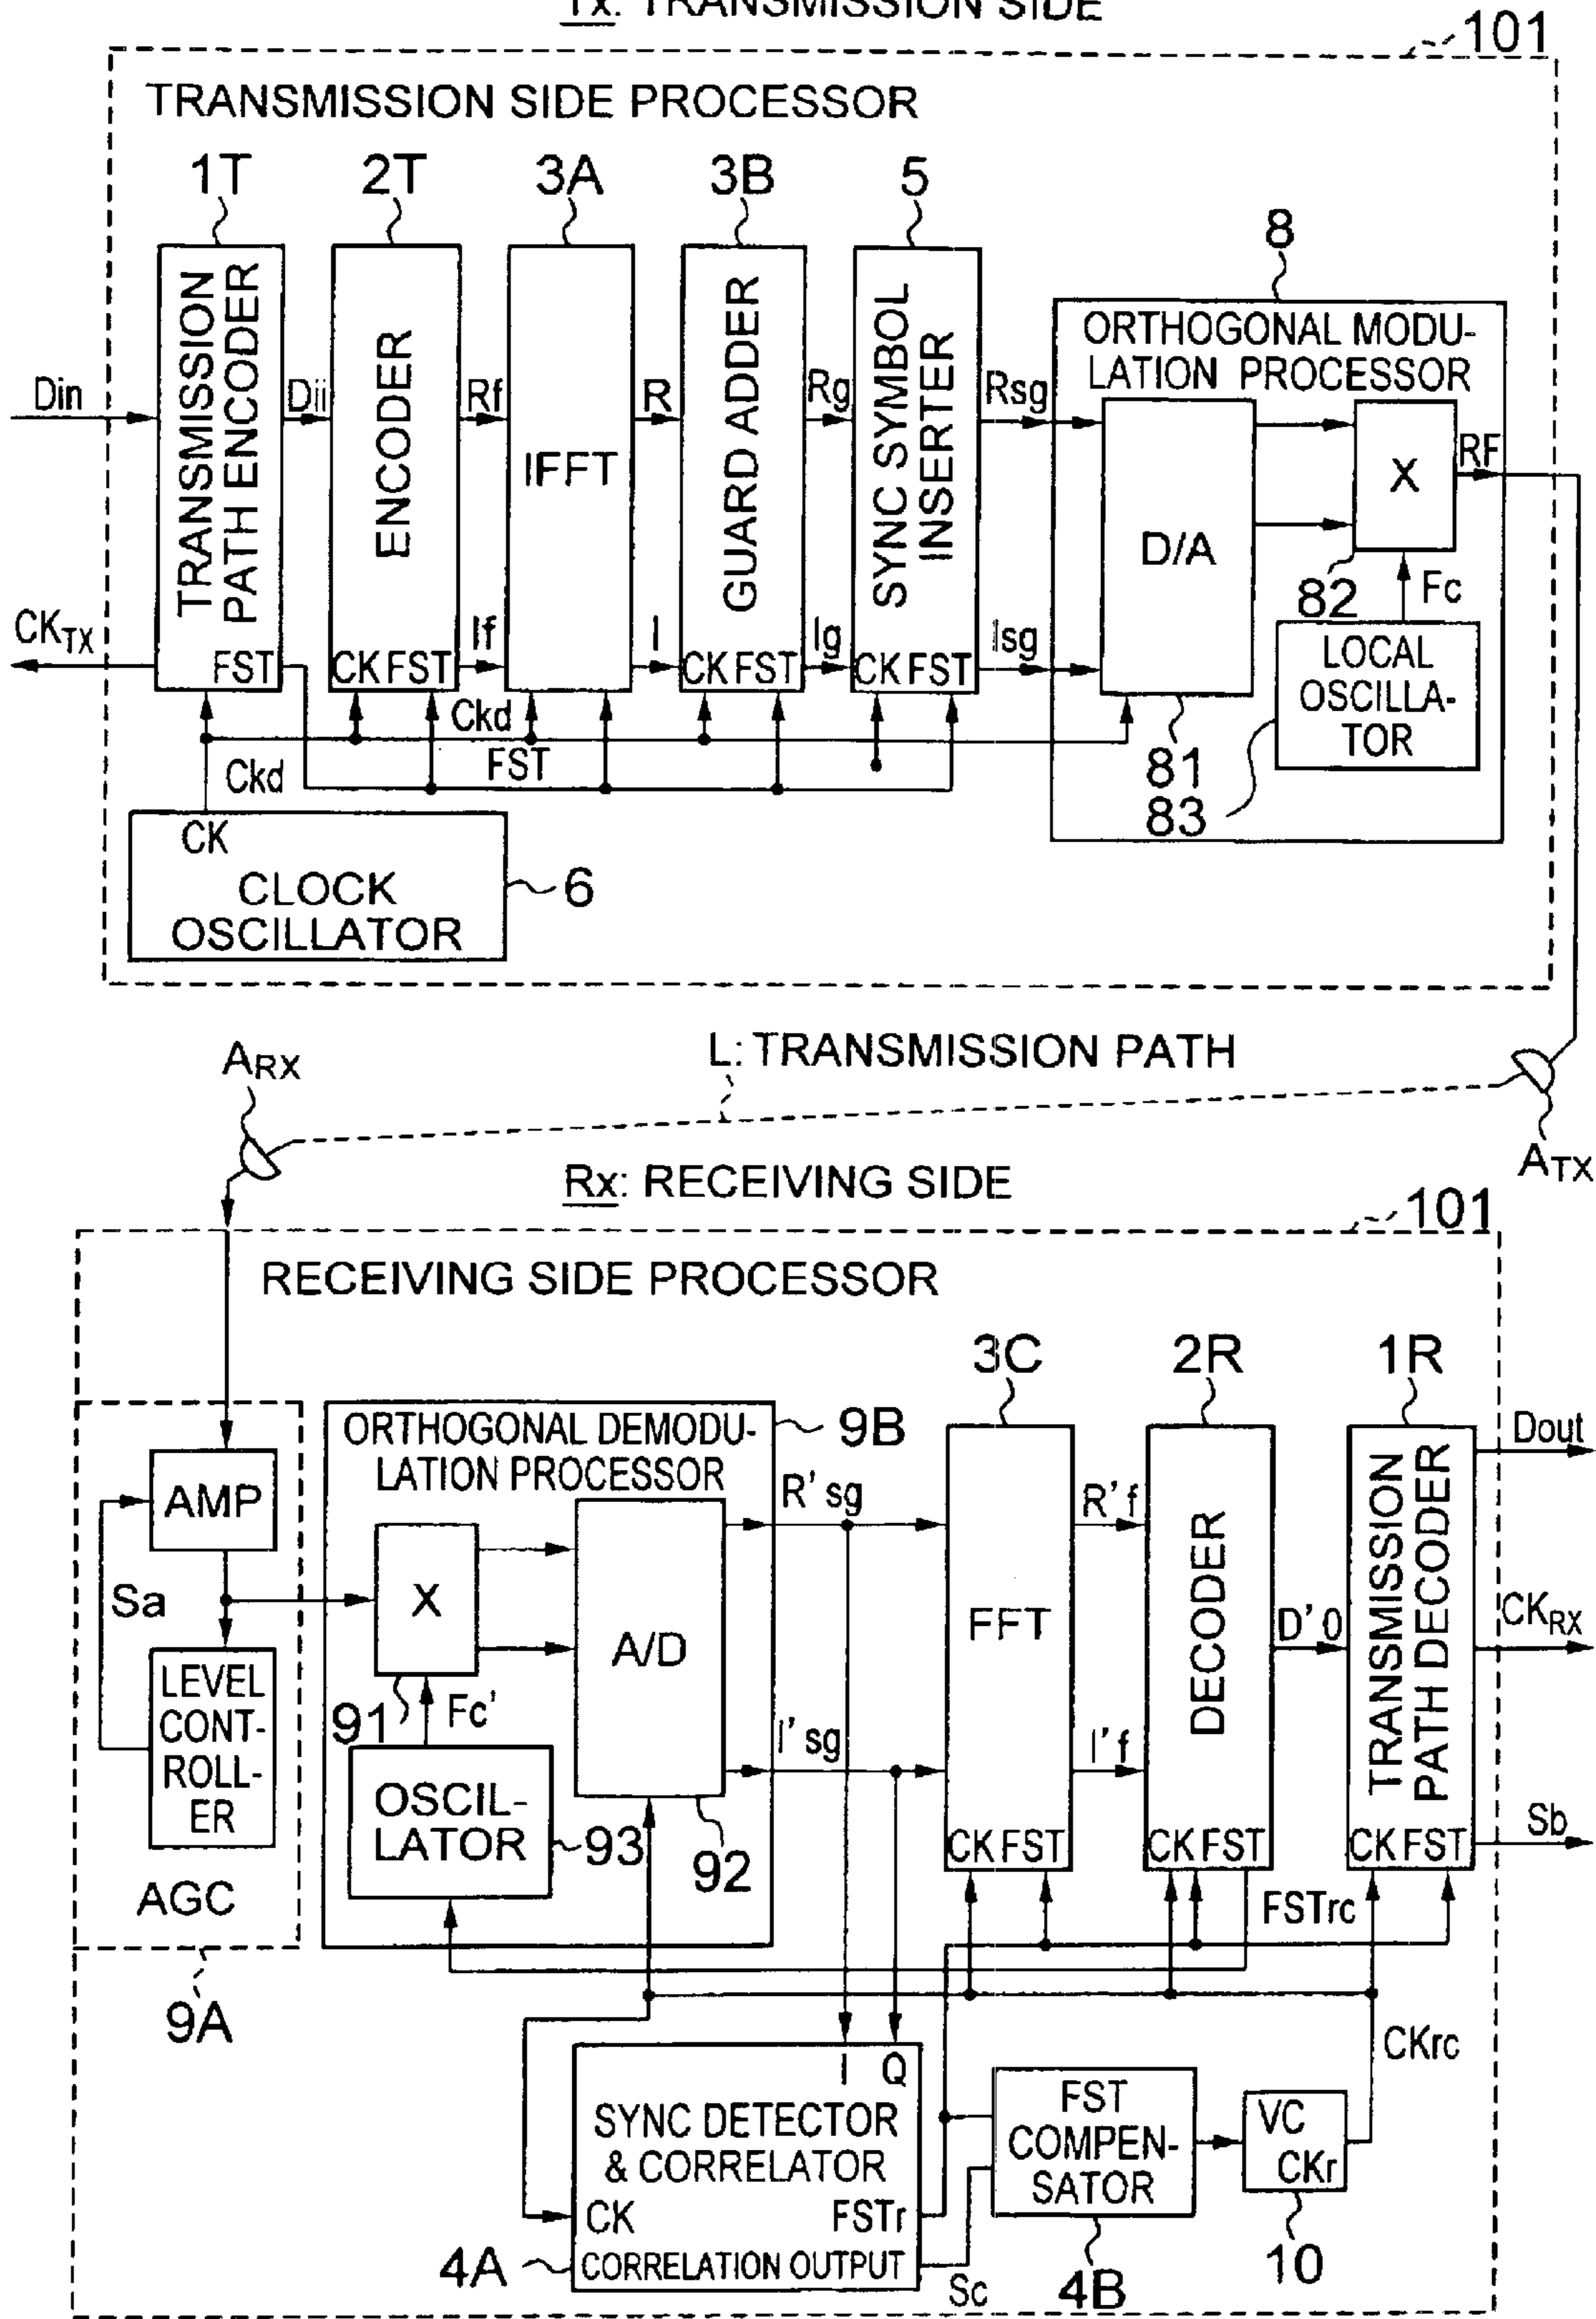 Tx: TRANSMISSION SIDE
101
TRANSMISSION SIDE PROCESSOR
1T
2T
3A
3B
5
8
TRANSMISSION
PATH ENCODER
ENCODER
IFFT
GUARD ADDER
SYNC SYMBOL
INSERTER
ORTHOGONAL MODU-
LATION PROCESSOR
Din
Dii
Rf
R
Rg
Rsg
D/A
X
RF
82
Fc
CKTX
If
I
Ig
Isg
FST
CK FST
CK FST
CK FST
LOCAL
OSCILLA-
TOR
Ckd
FST
Ckd
81
83
CK
CLOCK
OSCILLATOR
6
ARX
L: TRANSMISSION PATH
ATX
Rx: RECEIVING SIDE
101
RECEIVING SIDE PROCESSOR
3C
2R
1R
ORTHOGONAL DEMODU-
LATION PROCESSOR
9B
Dout
AMP
R'sg
R'f
Sa
X
A/D
FFT
DECODER
D'0
TRANSMISSION
PATH DECODER
CKRX
LEVEL
CONT-
ROLL-
ER
91
Fc'
I'sg
I'f
OSCIL-
LATOR
93
92
CK FST
CK FST
CK FST
Sb
AGC
FSTrc
9A
CKrc
I Q
SYNC DETECTOR
& CORRELATOR
CK
FSTr
CORRELATION OUTPUT
4A
Sc
FST
COMPEN-
SATOR
4B
VC
CKr
10